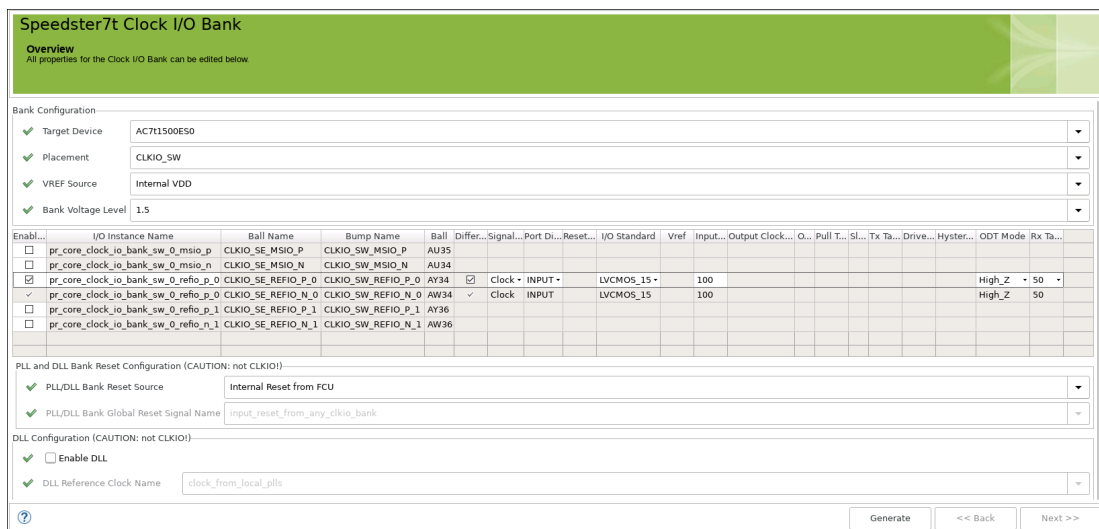 Speedster7t Clock I/O Bank
Overview
All properties for the Clock I/O Bank can be edited below.
Bank Configuration
Target Device AC7t1500ES0
Placement CLKIO_SW
VREF Source Internal VDD
Bank Voltage Level 1.5
Enabl... I/O Instance Name Ball Name Bump Name Ball Differ... Signal... Port Di... Reset... I/O Standard Vref Input... Output Clock... O... Pull T... Sl... Tx Ta... Drive... Hyster... ODT Mode Rx Ta...
pr_core_clock_io_bank_sw_0_msio_p CLKIO_SE_MSIO_P CLKIO_SW_MSIO_P AU35
pr_core_clock_io_bank_sw_0_msio_n CLKIO_SE_MSIO_N CLKIO_SW_MSIO_N AU34
pr_core_clock_io_bank_sw_0_refio_p_0 CLKIO_SE_REFIO_P_0 CLKIO_SW_REFIO_P_0 AY34 Clock INPUT LVCMOS_15 100 High_Z 50
pr_core_clock_io_bank_sw_0_refio_p_0 CLKIO_SE_REFIO_N_0 CLKIO_SW_REFIO_N_0 AW34 Clock INPUT LVCMOS_15 100 High_Z 50
pr_core_clock_io_bank_sw_0_refio_p_1 CLKIO_SE_REFIO_P_1 CLKIO_SW_REFIO_P_1 AY36
pr_core_clock_io_bank_sw_0_refio_n_1 CLKIO_SE_REFIO_N_1 CLKIO_SW_REFIO_N_1 AW36
PLL and DLL Bank Reset Configuration (CAUTION: not CLKIO!)
PLL/DLL Bank Reset Source Internal Reset from FCU
PLL/DLL Bank Global Reset Signal Name input_reset_from_any_clkio_bank
DLL Configuration (CAUTION: not CLKIO!)
Enable DLL
DLL Reference Clock Name clock_from_local_plls
? Generate << Back Next >>